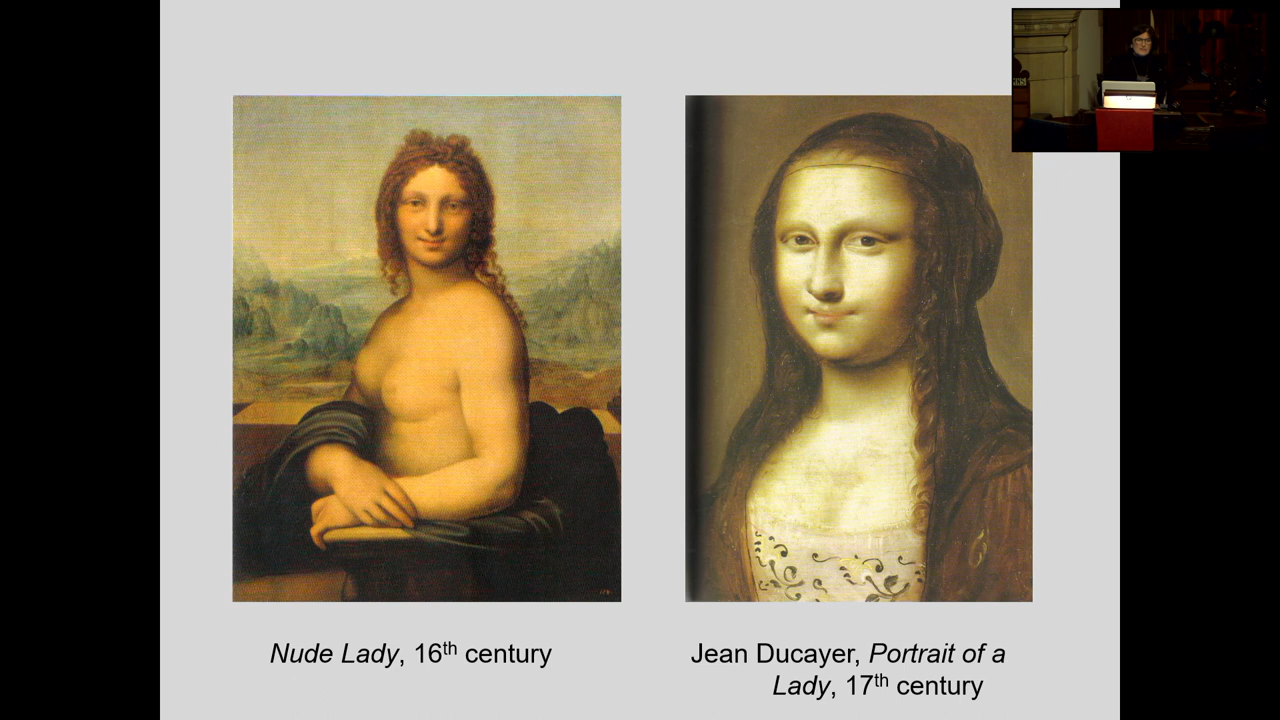 Nude Lady, 16th century
Jean Ducayer, Portrait of a
Lady, 17th century